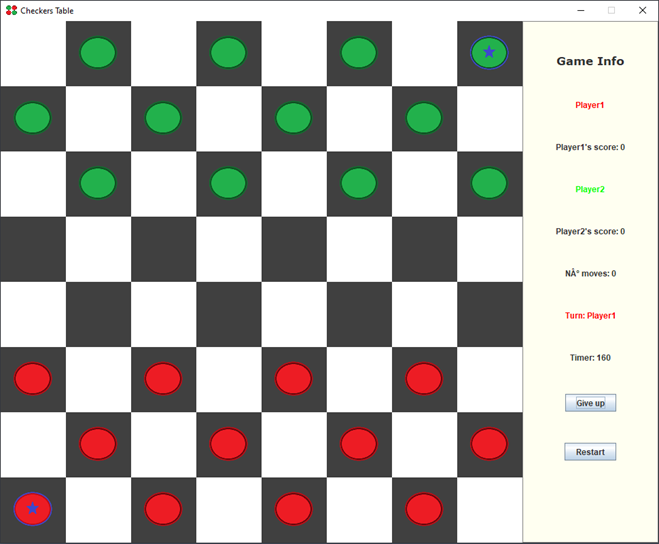 Checkers Table
Game Info
Player1
Player1's score: 0
Player2
Player2's score: 0
NÂº moves: 0
Turn: Player1
Timer: 160
Give up
Restart